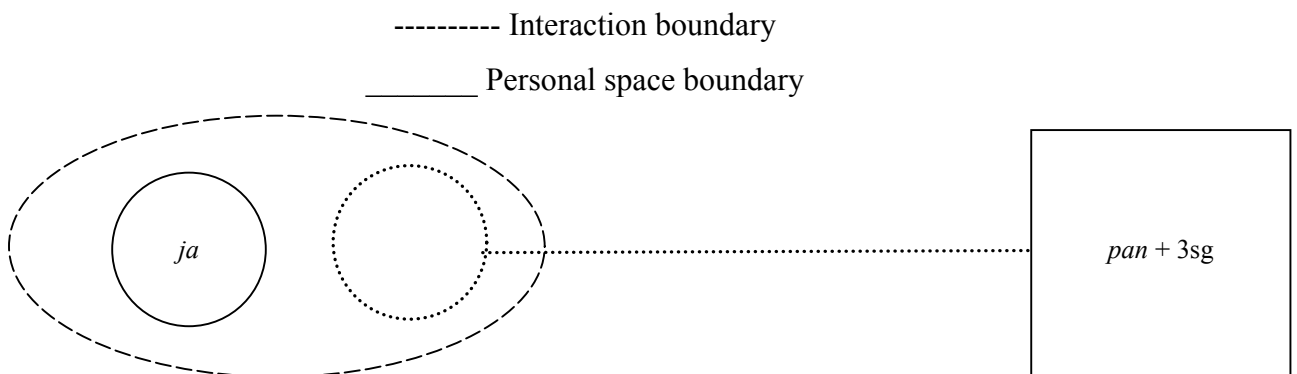 ---------- Interaction boundary
_______ Personal space boundary
ja
pan + 3sg